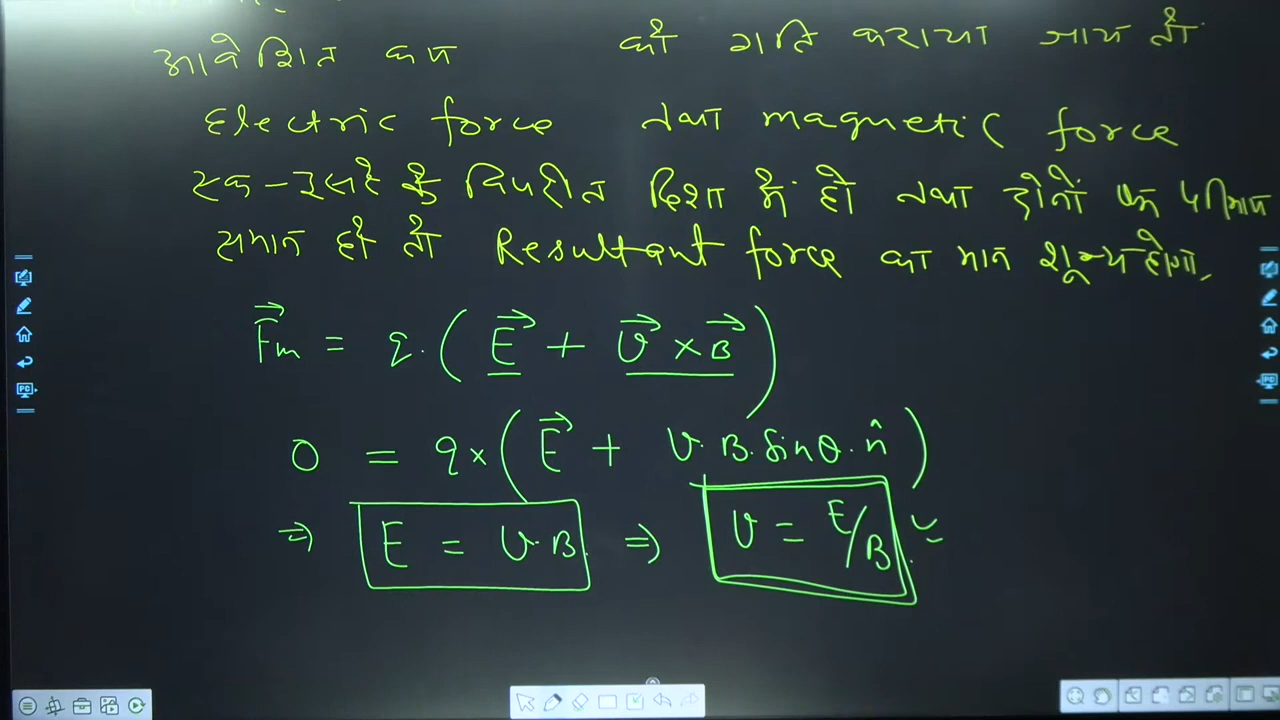 आवेशित कण को गति कराया जाय तो
Electric force तथा magnetic force
एक-दूसरे के विपरीत दिशा में हो तथा दोनों का परिमाण
समान हो तो Resultant force का मान शून्य होगा,
F⃗m = q.(E⃗ + v⃗ × B⃗)
0 = q×(E⃗ + v.B.sinθ.n̂)
⇒ E = v.B. ⇒ v = E/B.